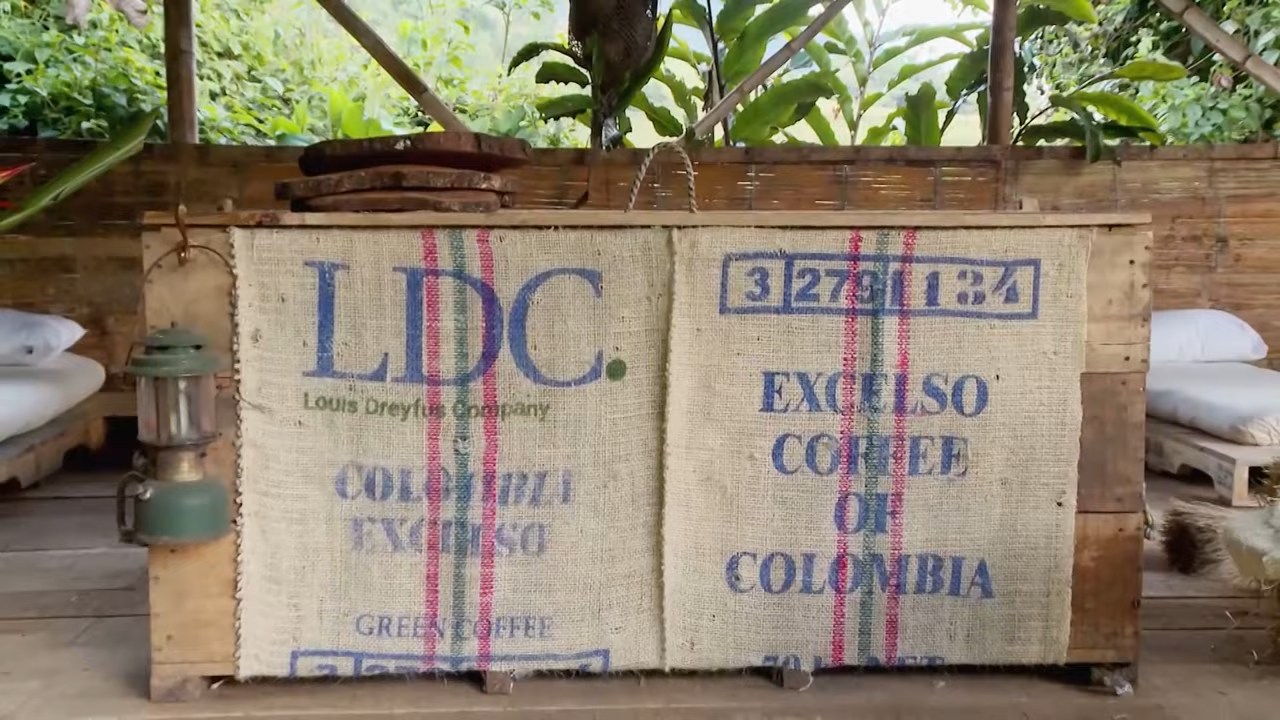 LDC.
Louis Dreyfus Company
COLOMBIA
EXCELSO
GREEN COFFEE
EXCELSO
COFFEE
OF
COLOMBIA